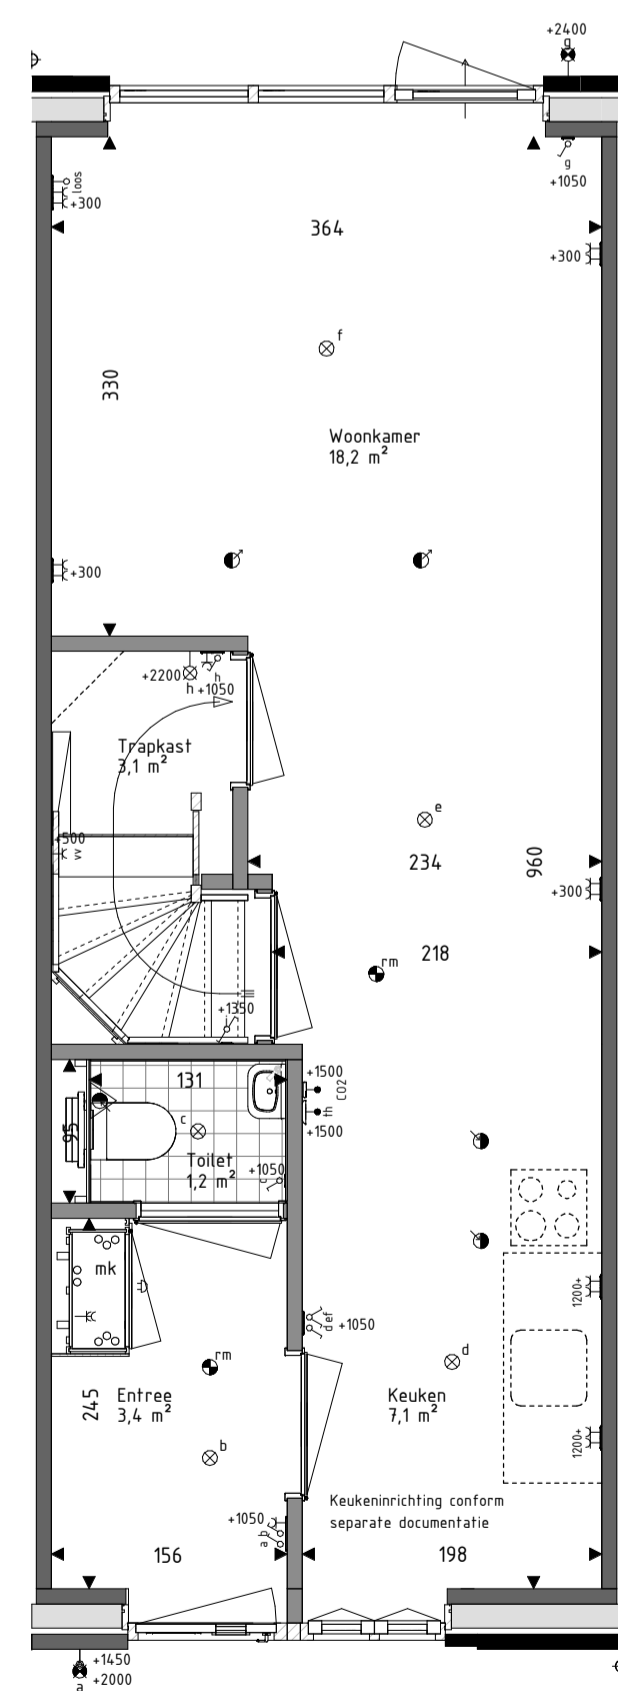 +2400
g
g
+1050
loos
+300
364
+300
f
330
Woonkamer
18,2 m²
+300
+2200
h
h
+1050
Trapkast
3,1 m²
e
+500
vv
234
960
+300
218
rm
+1350
131
+1500
CO2
th
+1500
95
c
Toilet
1,2 m²
+1050
c
mk
1200+
def
+1050
rm
d
Entree
3,4 m²
245
Keuken
7,1 m²
b
1200+
Keukeninrichting conform
separate documentatie
+1050
a b
156
198
+1450
+2000
a